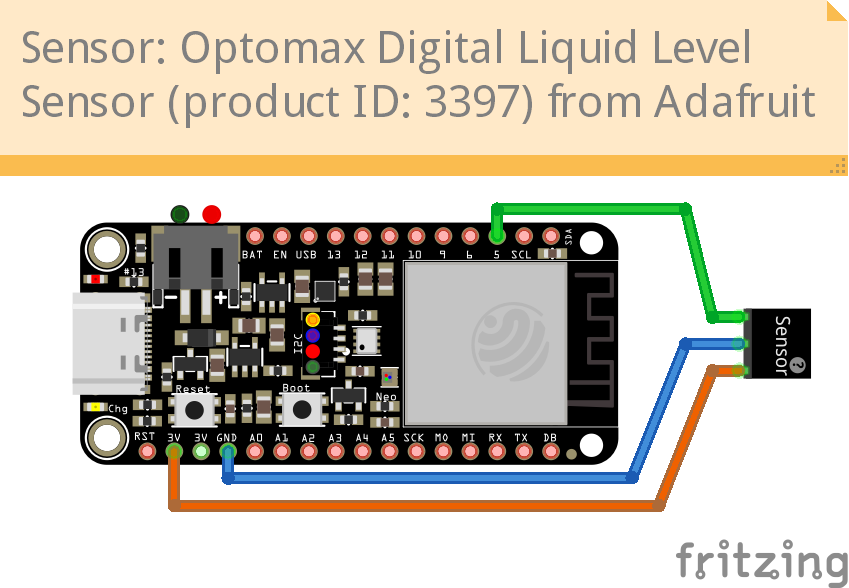 Sensor: Optomax Digital Liquid Level
Sensor (product ID: 3397) from Adafruit
BAT EN USB 13 12 11 10 9 6 5 SCL SDA
#13
- +
I2C
Sensor ?
Reset
Boot
Neo
Chg
RST 3V 3V GND A0 A1 A2 A3 A4 A5 SCK MO MI RX TX DB
fritzing